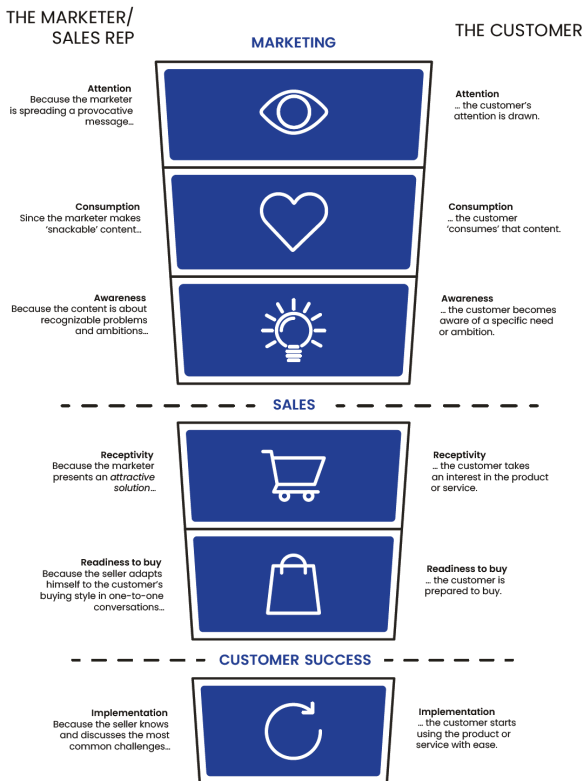 THE MARKETER/
SALES REP
MARKETING
THE CUSTOMER
Attention
Because the marketer
is spreading a provocative
message…
Attention
… the customer’s
attention is drawn.
Consumption
Since the marketer makes
‘snackable’ content…
Consumption
… the customer
‘consumes’ that content.
Awareness
Because the content is about
recognizable problems
and ambitions…
Awareness
… the customer becomes
aware of a specific need
or ambition.
SALES
Receptivity
Because the marketer
presents an attractive
solution…
Receptivity
… the customer takes
an interest in the product
or service.
Readiness to buy
Because the seller adapts
himself to the customer’s
buying style in one-to-one
conversations…
Readiness to buy
… the customer is
prepared to buy.
CUSTOMER SUCCESS
Implementation
Because the seller knows
and discusses the most
common challenges…
Implementation
… the customer starts
using the product or
service with ease.